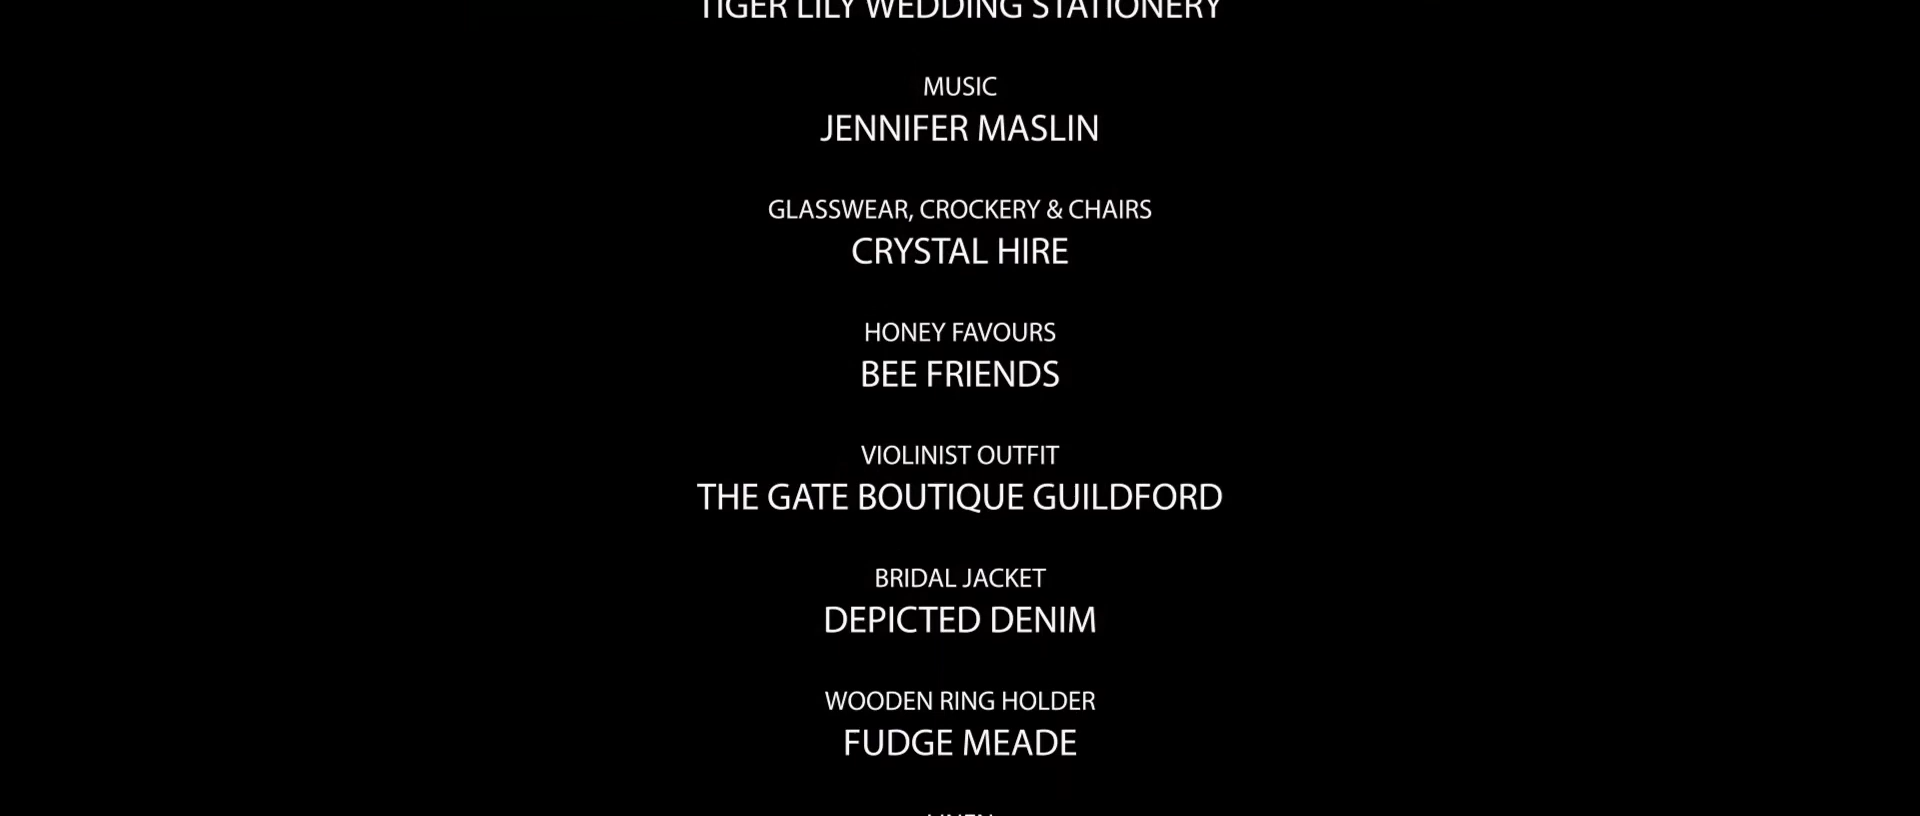 TIGER LILY WEDDING STATIONERY
MUSIC
JENNIFER MASLIN
GLASSWEAR, CROCKERY & CHAIRS
CRYSTAL HIRE
HONEY FAVOURS
BEE FRIENDS
VIOLINIST OUTFIT
THE GATE BOUTIQUE GUILDFORD
BRIDAL JACKET
DEPICTED DENIM
WOODEN RING HOLDER
FUDGE MEADE